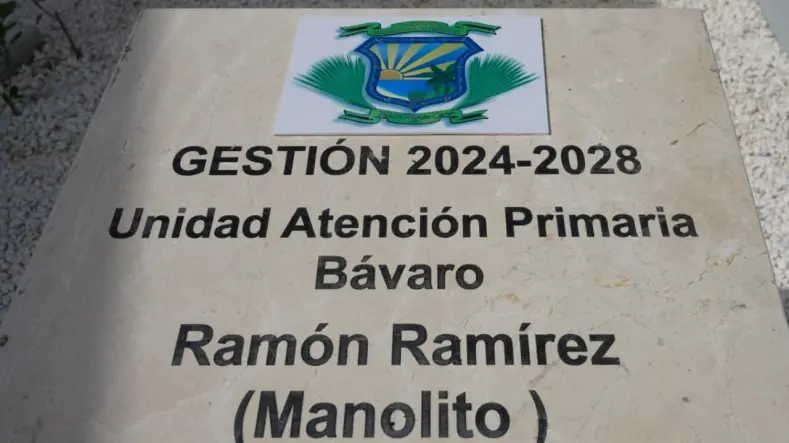 GESTIÓN 2024-2028
Unidad Atención Primaria
Bávaro
Ramón Ramírez
(Manolito )